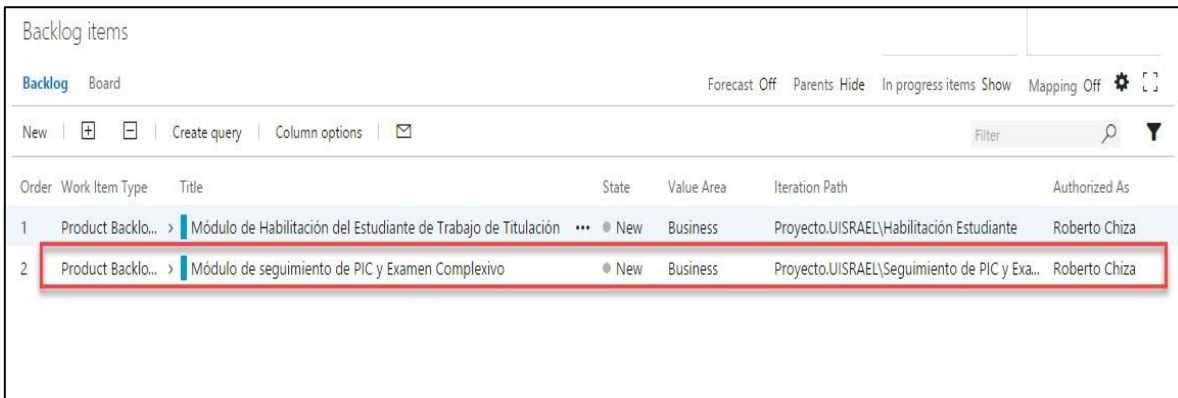 Backlog items
Backlog Board Forecast Off Parents Hide In progress items Show Mapping Off
New Create query Column options Filter
Order Work Item Type Title State Value Area Iteration Path Authorized As
1 Product Backlo... > Módulo de Habilitación del Estudiante de Trabajo de Titulación ••• New Business Proyecto.UISRAEL\Habilitación Estudiante Roberto Chiza
2 Product Backlo... > Módulo de seguimiento de PIC y Examen Complexivo New Business Proyecto.UISRAEL\Seguimiento de PIC y Exa... Roberto Chiza